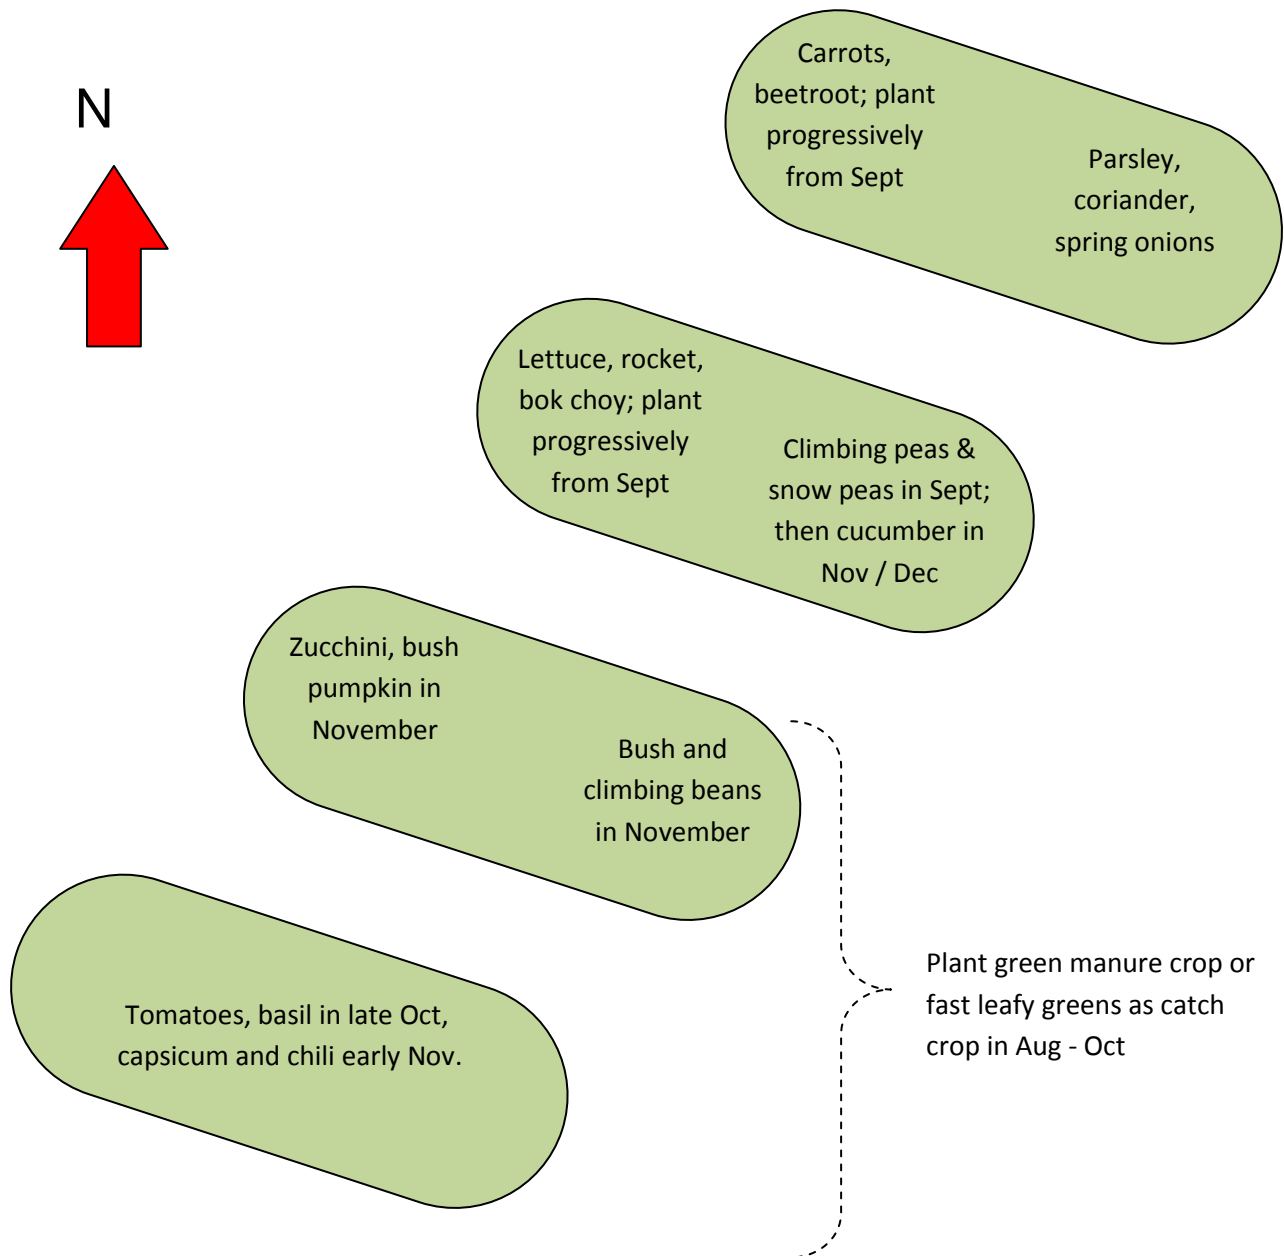 N
Carrots,
beetroot; plant
progressively
from Sept
Parsley,
coriander,
spring onions
Lettuce, rocket,
bok choy; plant
progressively
from Sept
Climbing peas &
snow peas in Sept;
then cucumber in
Nov / Dec
Zucchini, bush
pumpkin in
November
Bush and
climbing beans
in November
Tomatoes, basil in late Oct,
capsicum and chili early Nov.
Plant green manure crop or
fast leafy greens as catch
crop in Aug - Oct